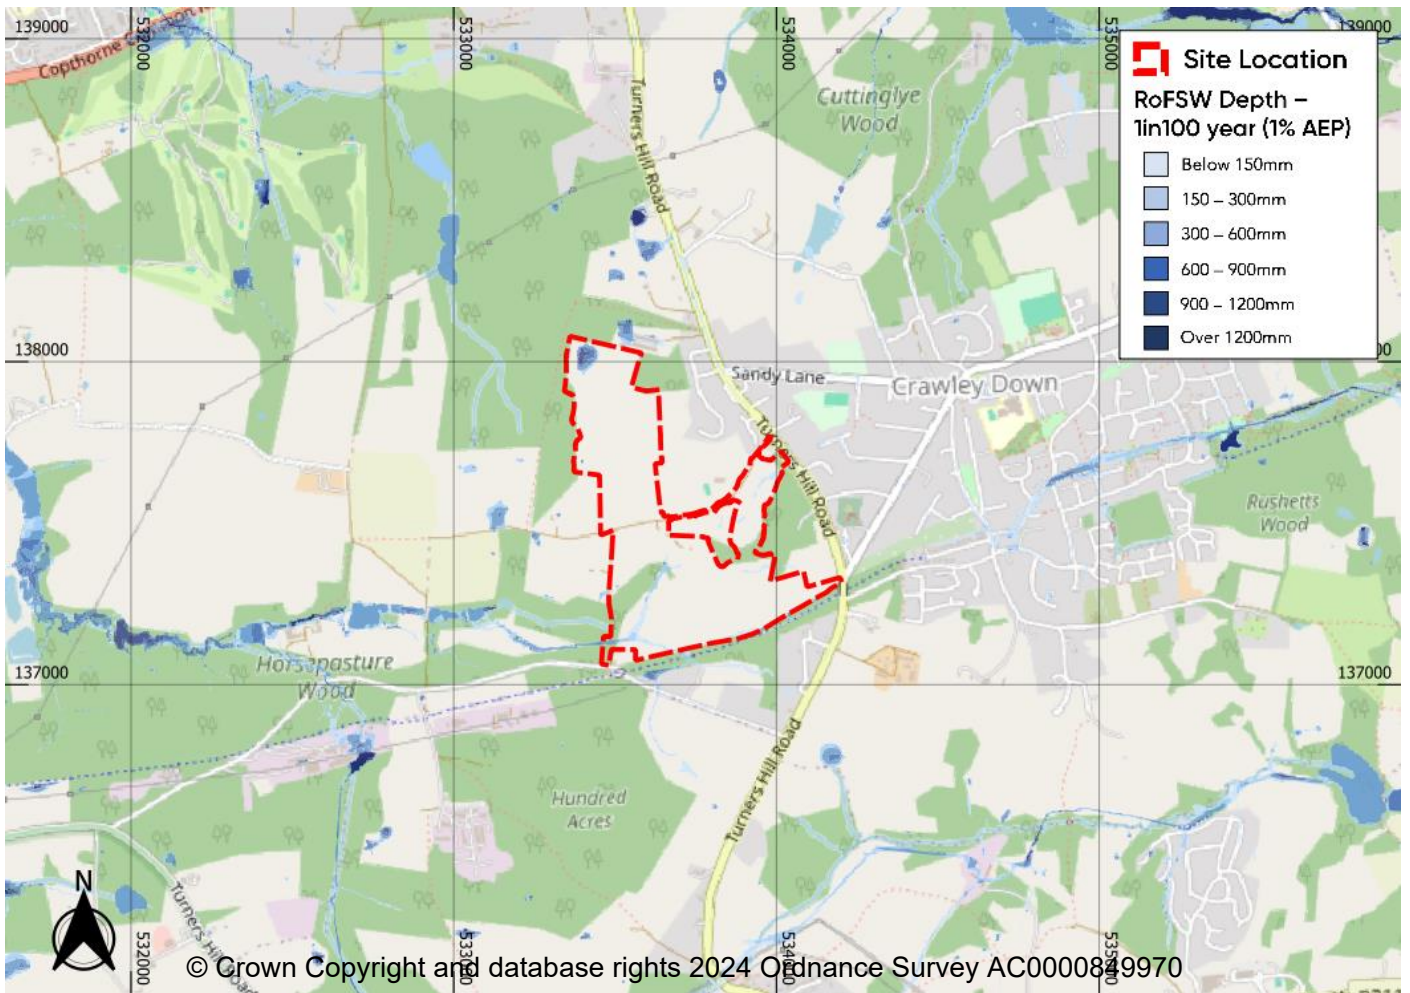 139000
532000
533000
534000
535000
139000
Copthorne Common
Turners Hill Road
Cuttinglye
Wood
Site Location
RoFSW Depth –
1in100 year (1% AEP)
Below 150mm
150 – 300mm
300 – 600mm
600 – 900mm
900 – 1200mm
Over 1200mm
138000
Sandy Lane
Crawley Down
Turners Hill Road
Rushetts
Wood
Horsepasture
Wood
137000
137000
Hundred
Acres
Turners Hill Road
N
Turners Hill Road
532000
534000
© Crown Copyright and database rights 2024 Ordnance Survey AC0000849970